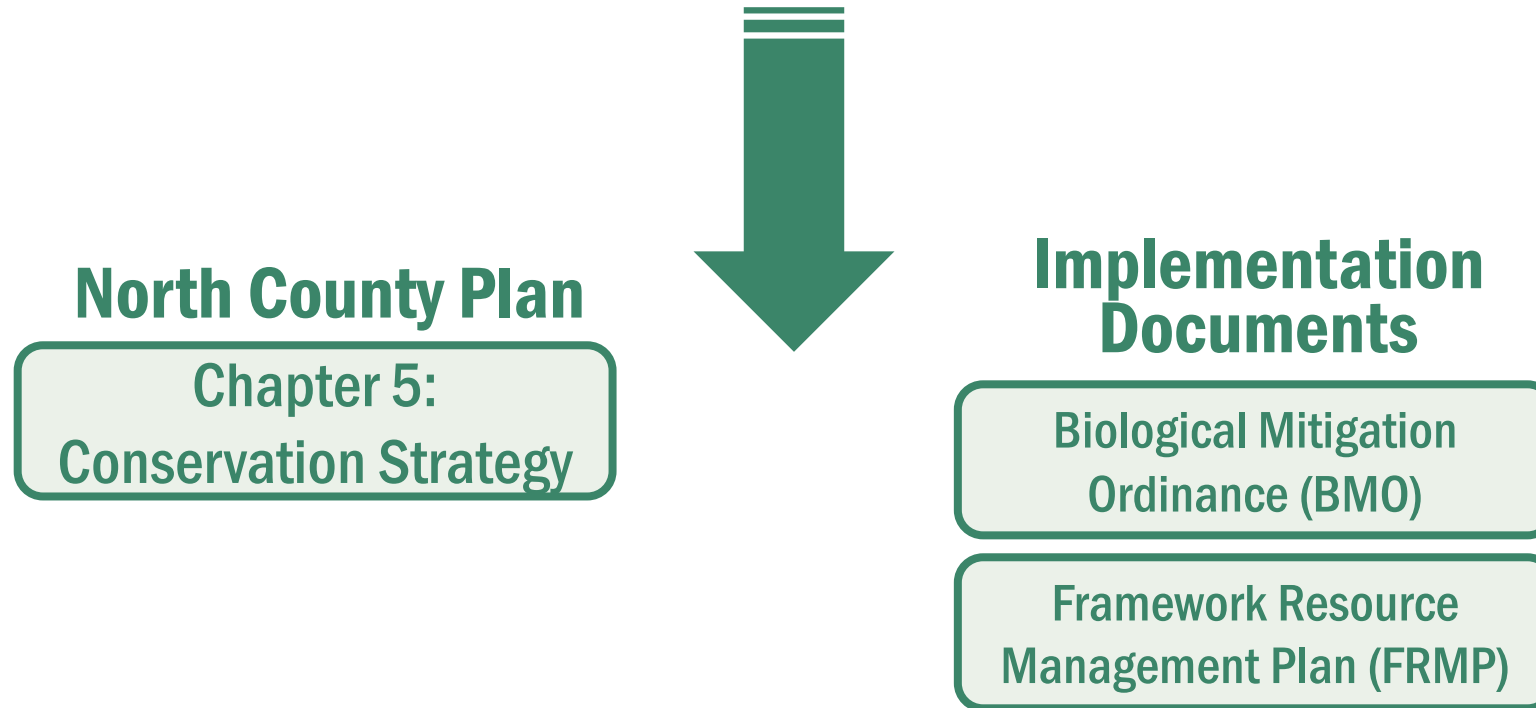 North County Plan
Chapter 5:
Conservation Strategy
Implementation
Documents
Biological Mitigation
Ordinance (BMO)
Framework Resource
Management Plan (FRMP)